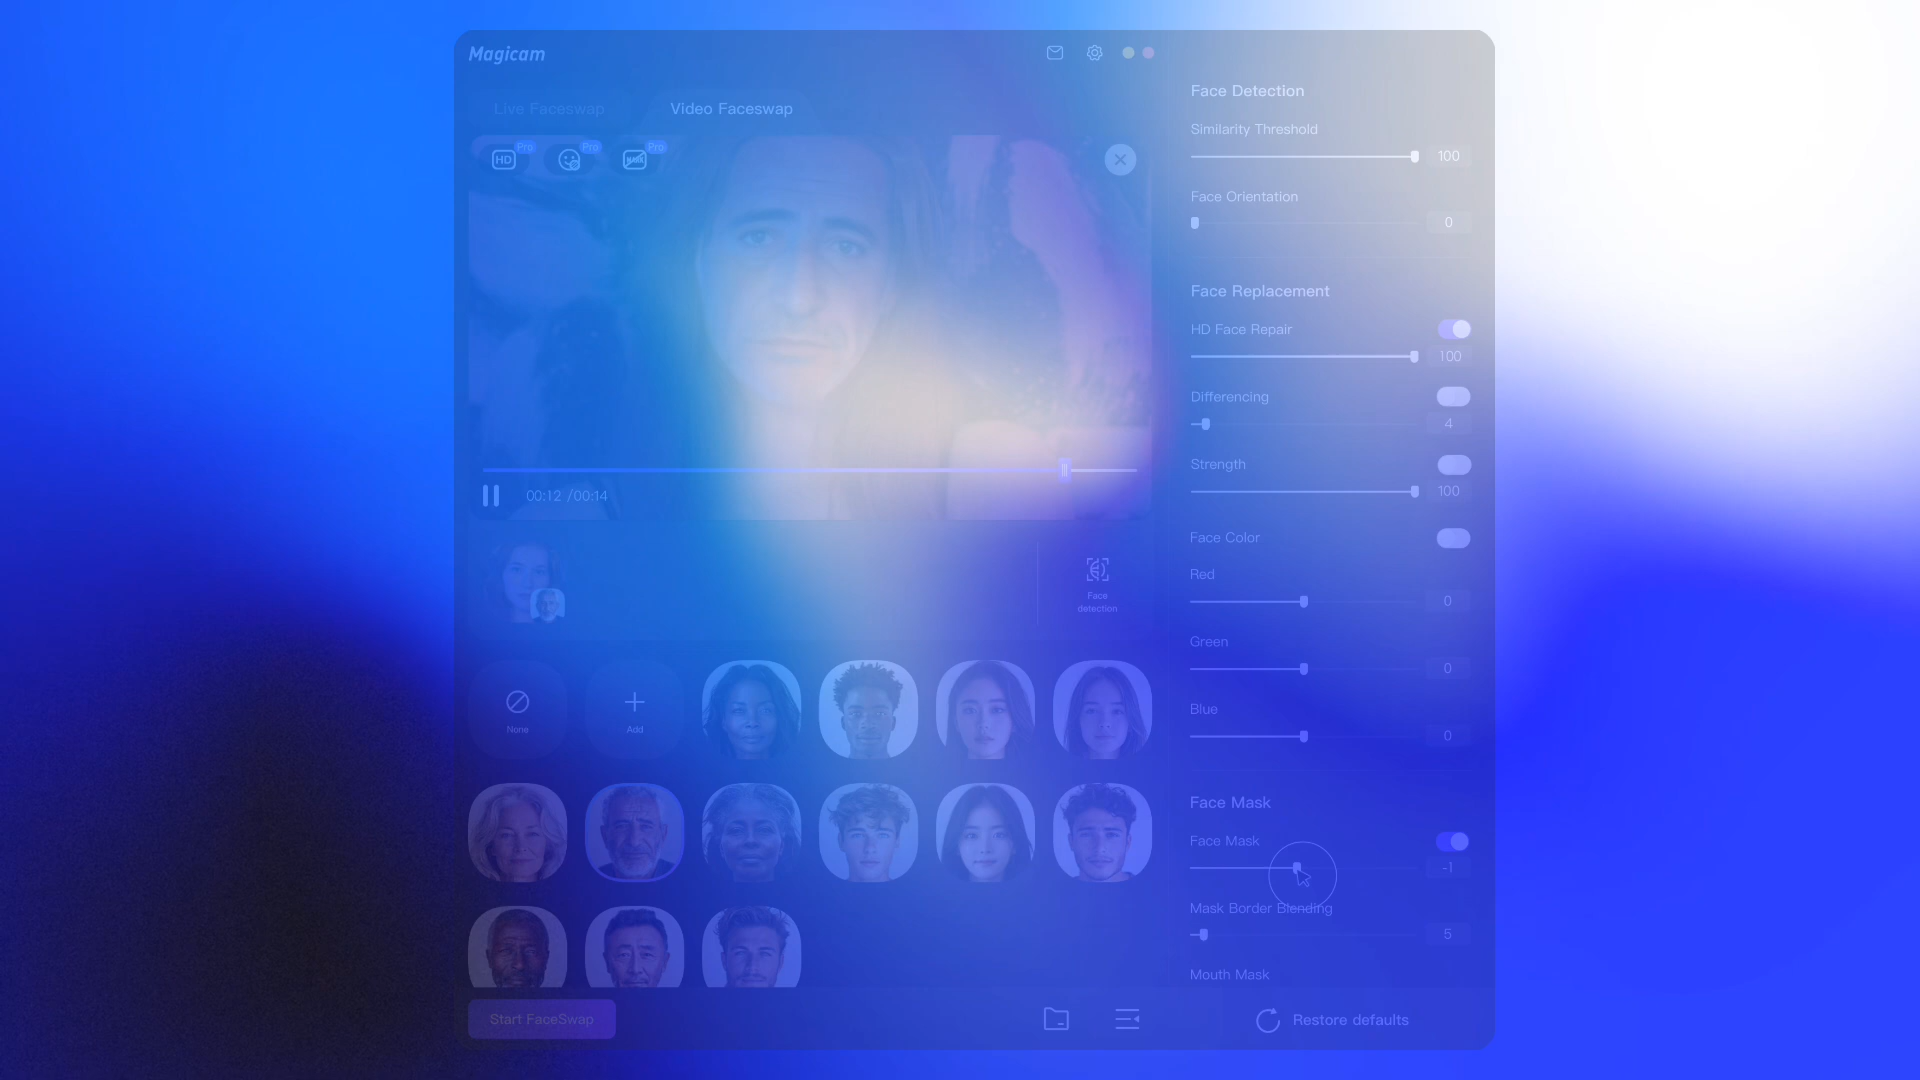 Magicam
Live Faceswap
Video Faceswap
HD
Pro
Pro
Pro
00:12 /00:14
Face
detection
None
Add
Start FaceSwap
Face Detection
Similarity Threshold
100
Face Orientation
0
Face Replacement
HD Face Repair
100
Differencing
4
Strength
100
Face Color
Red
0
Green
0
Blue
0
Face Mask
Face Mask
-1
Mask Border Blending
5
Mouth Mask
Restore defaults